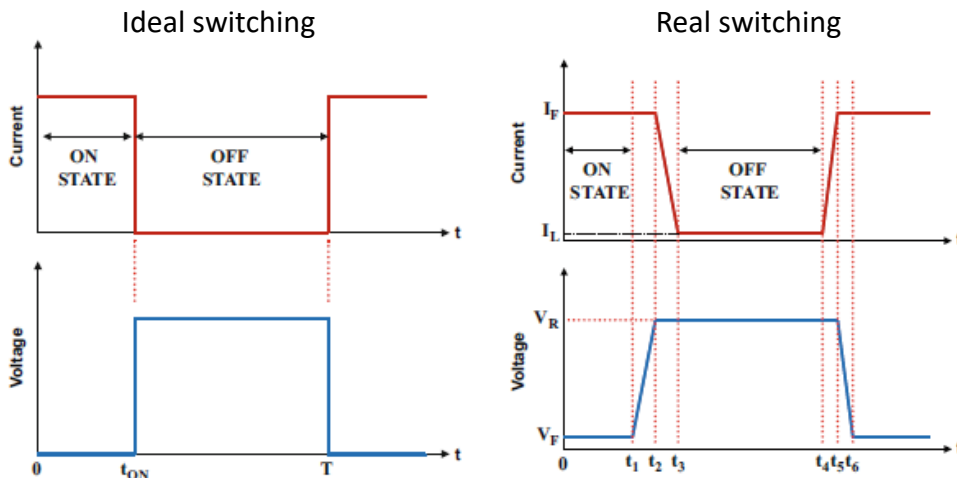 Ideal switching
Current
ON
STATE
OFF
STATE
t
Voltage
0
tON
T
t
Real switching
Current
IF
ON
STATE
OFF
STATE
IL
t
Voltage
VR
VF
0
t1
t2
t3
t4
t5
t6
t